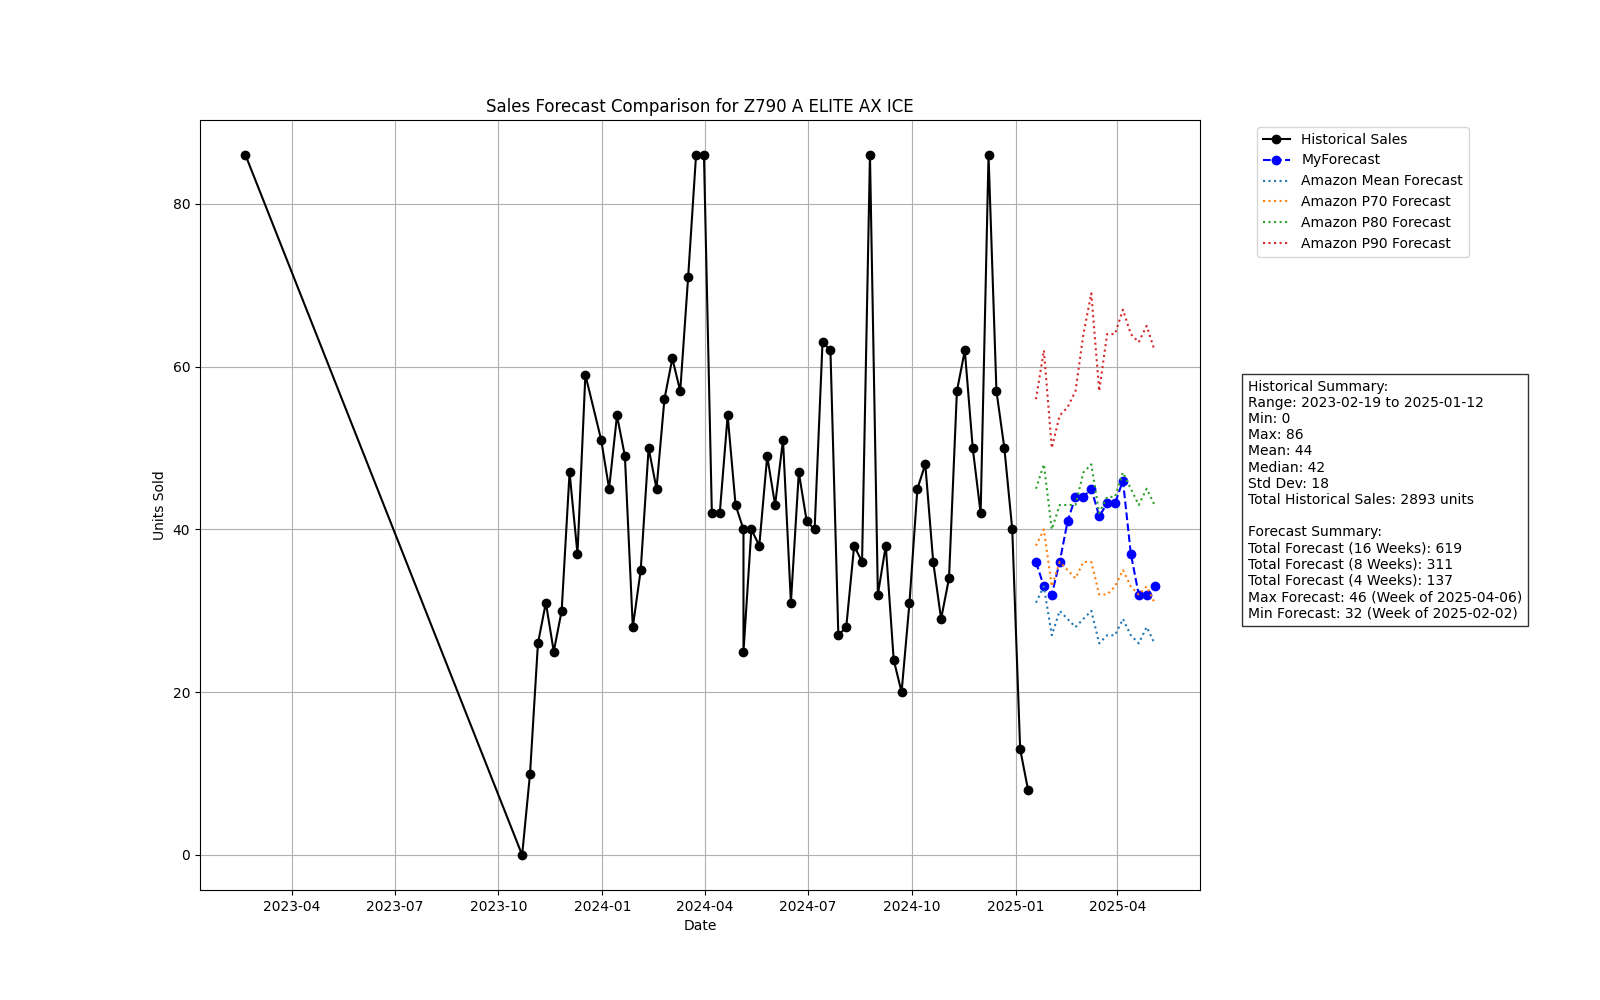 Sales Forecast Comparison for Z790 A ELITE AX ICE
Historical Sales
MyForecast
Amazon Mean Forecast
Amazon P70 Forecast
Amazon P80 Forecast
Amazon P90 Forecast
Units Sold
80
60
40
20
0
2023-04
2023-07
2023-10
2024-01
2024-04
2024-07
2024-10
2025-01
2025-04
Date
Historical Summary:
Range: 2023-02-19 to 2025-01-12
Min: 0
Max: 86
Mean: 44
Median: 42
Std Dev: 18
Total Historical Sales: 2893 units
Forecast Summary:
Total Forecast (16 Weeks): 619
Total Forecast (8 Weeks): 311
Total Forecast (4 Weeks): 137
Max Forecast: 46 (Week of 2025-04-06)
Min Forecast: 32 (Week of 2025-02-02)